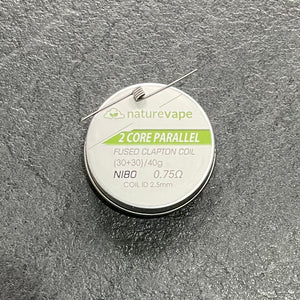 naturevape
2 CORE PARALLEL
FUSED CLAPTON COIL
(30+30)/40g
NI80 0.75Ω
COIL ID 2.5mm